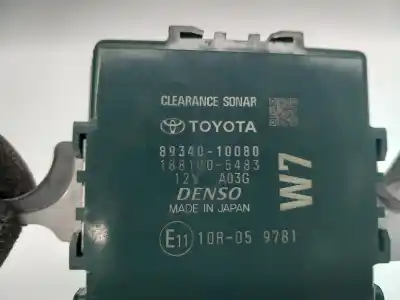 CLEARANCE SONAR
TOYOTA
89340-10080
188100-5483
12V A03G
DENSO
MADE IN JAPAN
W7
E11 10R-05 9781